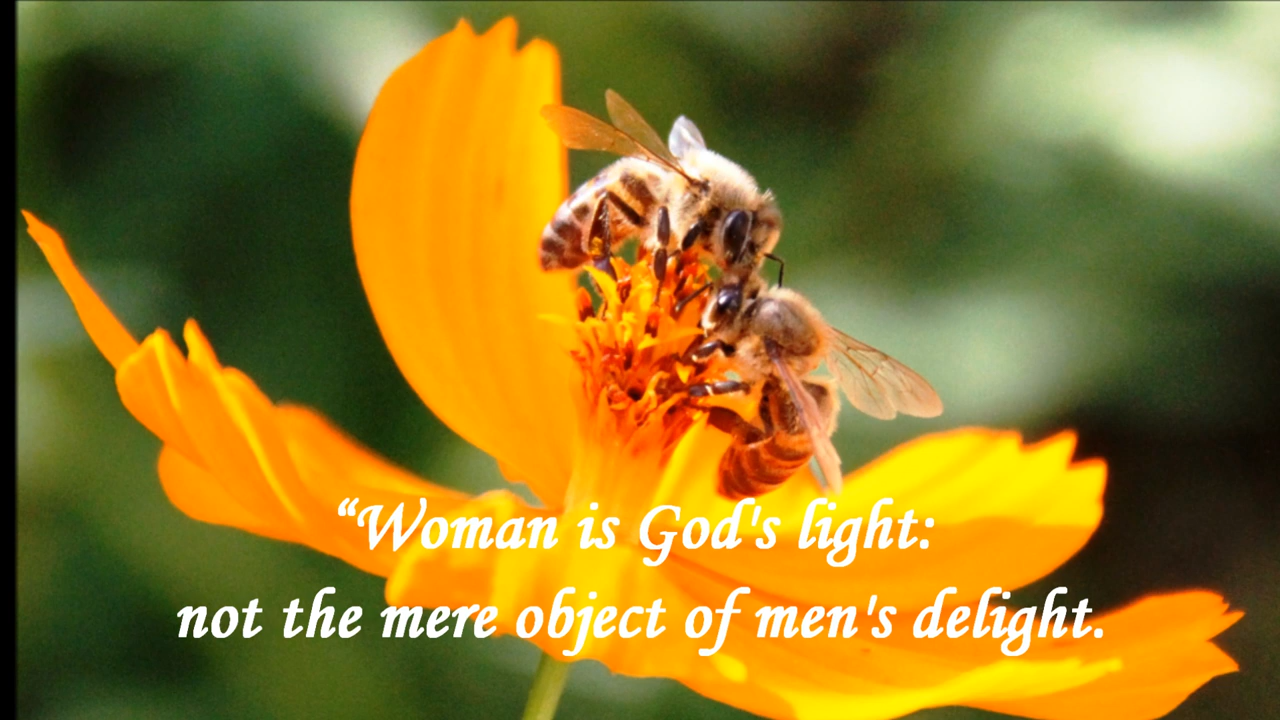 “Woman is God's light:
not the mere object of men's delight.